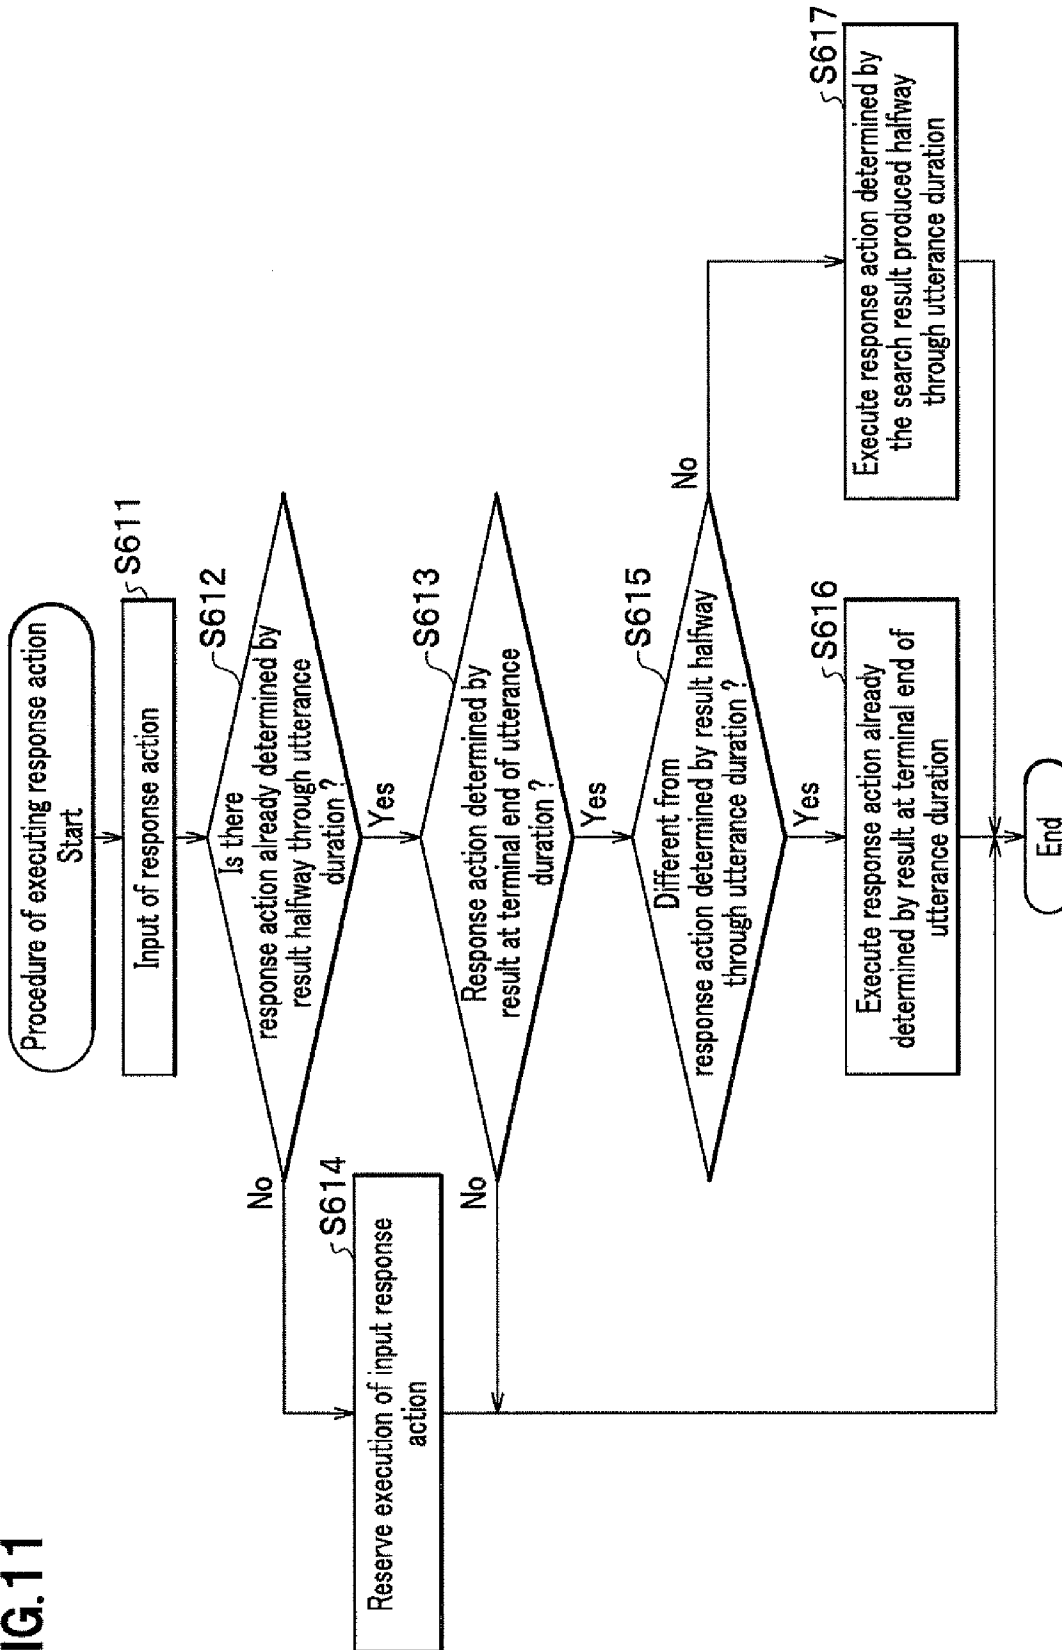 IG.11
Procedure of executing response action
Start
S611
Input of response action
S612
Is there
response action already determined by
result halfway through utterance
duration ?
No
Yes
S614
Reserve execution of input response
action
S613
Response action determined by
result at terminal end of utterance
duration ?
No
Yes
S615
Different from
response action determined by result halfway
through utterance duration ?
No
Yes
S616
Execute response action already
determined by result at terminal end of
utterance duration
S617
Execute response action determined by
the search result produced halfway
through utterance duration
End